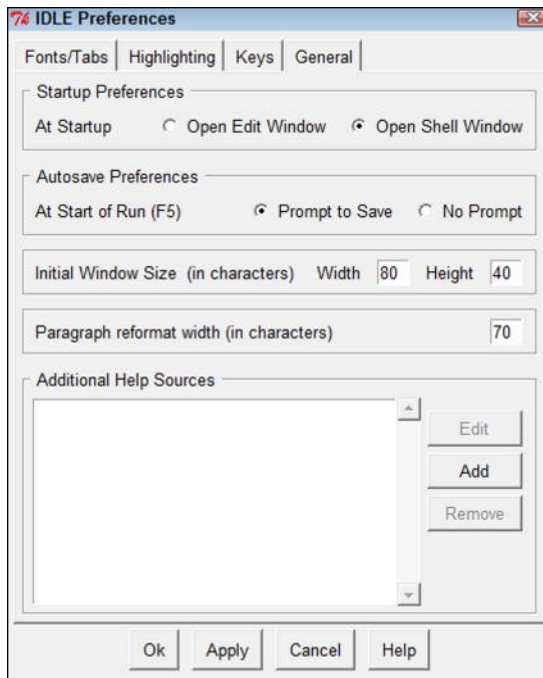 IDLE Preferences
Fonts/Tabs Highlighting Keys General
Startup Preferences
At Startup Open Edit Window Open Shell Window
Autosave Preferences
At Start of Run (F5) Prompt to Save No Prompt
Initial Window Size (in characters) Width 80 Height 40
Paragraph reformat width (in characters) 70
Additional Help Sources
Edit
Add
Remove
Ok Apply Cancel Help